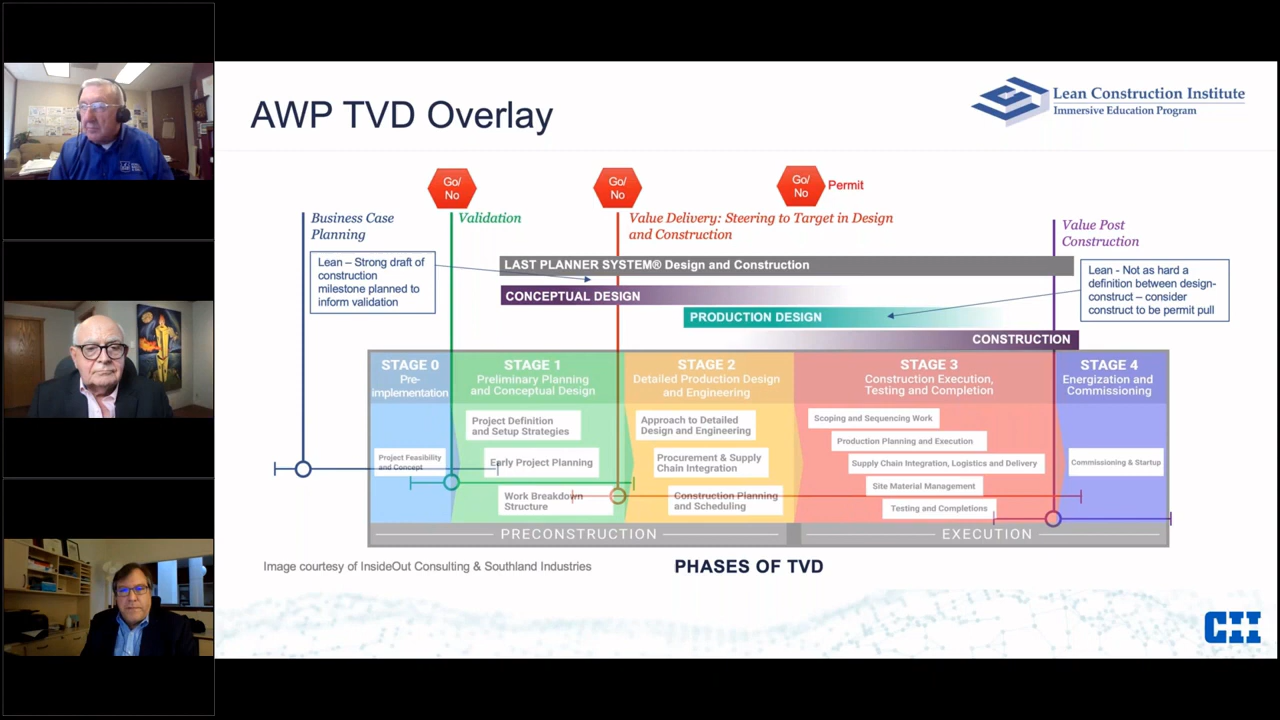 AWP TVD Overlay
Lean Construction Institute
Immersive Education Program
Go/
No
Go/
No
Go/
No
Permit
Business Case
Planning
Validation
Value Delivery: Steering to Target in Design
and Construction
Value Post
Construction
Lean – Strong draft of
construction
milestone planned to
inform validation
LAST PLANNER SYSTEM® Design and Construction
CONCEPTUAL DESIGN
PRODUCTION DESIGN
CONSTRUCTION
Lean - Not as hard a
definition between design-
construct – consider
construct to be permit pull
STAGE 0
Pre-
implementation
Project Feasibility
and Concept
STAGE 1
Preliminary Planning
and Conceptual Design
Project Definition
and Setup Strategies
Early Project Planning
Work Breakdown
Structure
STAGE 2
Detailed Production Design
and Engineering
Approach to Detailed
Design and Engineering
Procurement & Supply
Chain Integration
Construction Planning
and Scheduling
STAGE 3
Construction Execution,
Testing and Completion
Scoping and Sequencing Work
Production Planning and Execution
Supply Chain Integration, Logistics and Delivery
Site Material Management
Testing and Completions
STAGE 4
Energization and
Commissioning
Commissioning & Startup
PRECONSTRUCTION
EXECUTION
Image courtesy of InsideOut Consulting & Southland Industries
PHASES OF TVD
CII